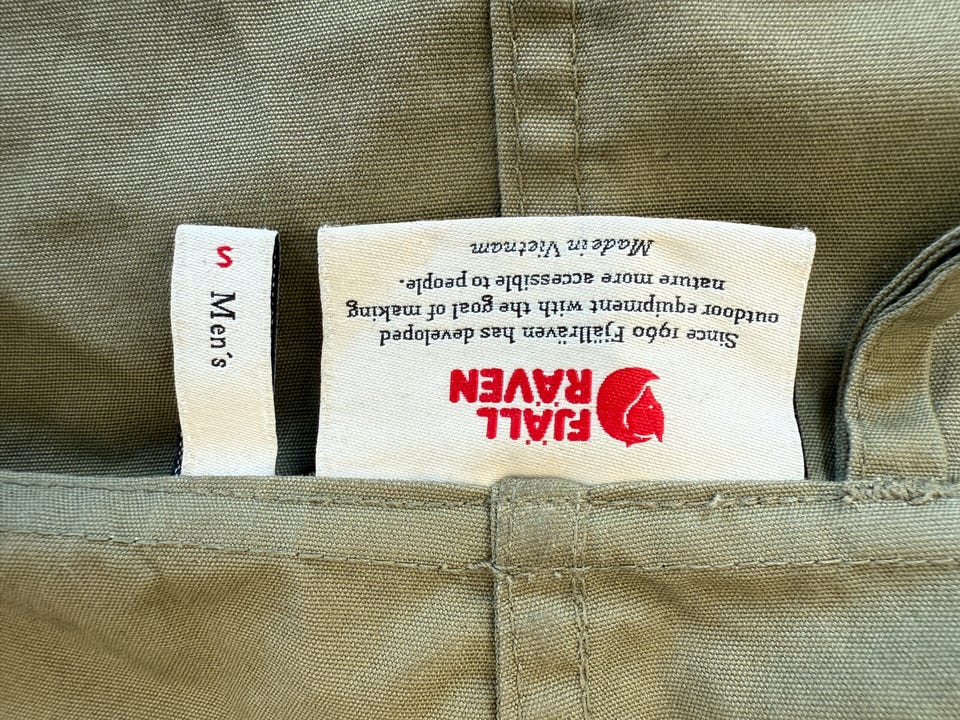 S Men's
FJÄLL
RÄVEN
Since 1960 Fjällräven has developed
outdoor equipment with the goal of making
nature more accessible to people.
Made in Vietnam